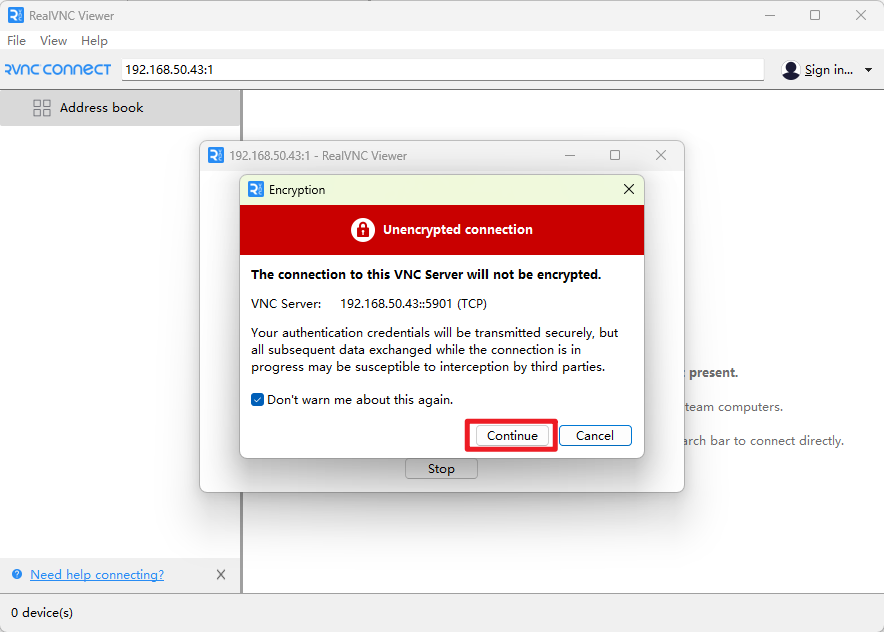 RealVNC Viewer
File View Help
RVNC CONNECT 192.168.50.43:1 Sign in...
Address book
192.168.50.43:1 - RealVNC Viewer
Encryption
Unencrypted connection
The connection to this VNC Server will not be encrypted.
VNC Server: 192.168.50.43::5901 (TCP)
Your authentication credentials will be transmitted securely, but
all subsequent data exchanged while the connection is in
progress may be susceptible to interception by third parties.
present.
Don't warn me about this again.
team computers.
Continue Cancel
arch bar to connect directly.
Stop
Need help connecting?
0 device(s)